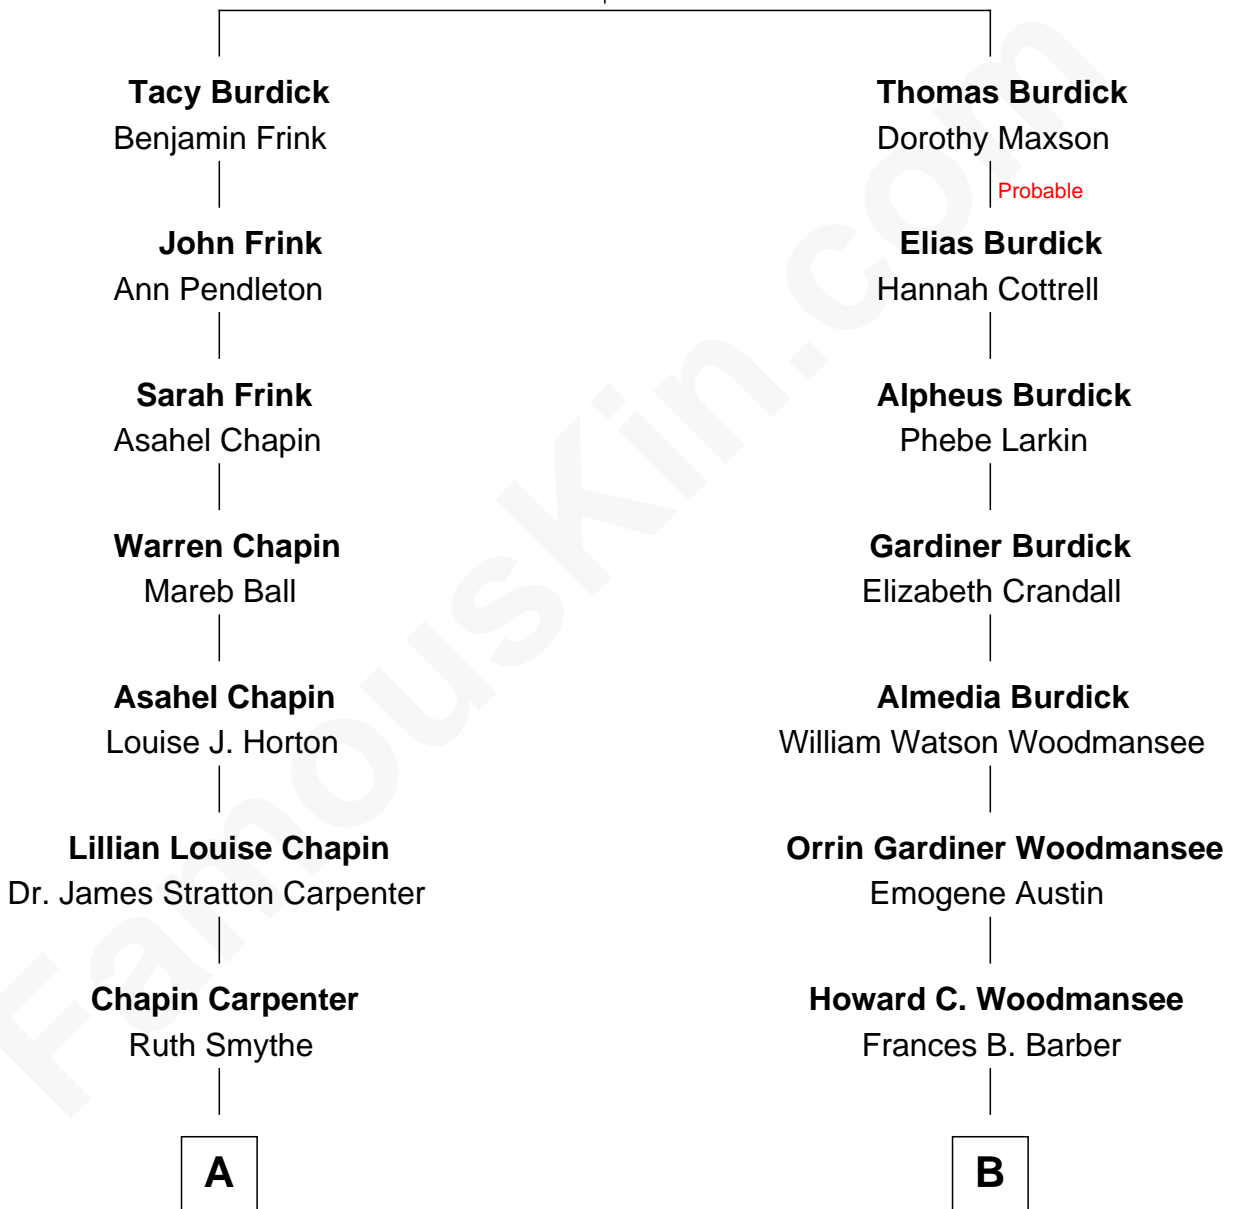 Tacy Burdick
Benjamin Frink
John Frink
Ann Pendleton
Sarah Frink
Asahel Chapin
Warren Chapin
Mareb Ball
Asahel Chapin
Louise J. Horton
Lillian Louise Chapin
Dr. James Stratton Carpenter
Chapin Carpenter
Ruth Smythe
A
Thomas Burdick
Dorothy Maxson
Probable
Elias Burdick
Hannah Cottrell
Alpheus Burdick
Phebe Larkin
Gardiner Burdick
Elizabeth Crandall
Almedia Burdick
William Watson Woodmansee
Orrin Gardiner Woodmansee
Emogene Austin
Howard C. Woodmansee
Frances B. Barber
B
FamousKin.com